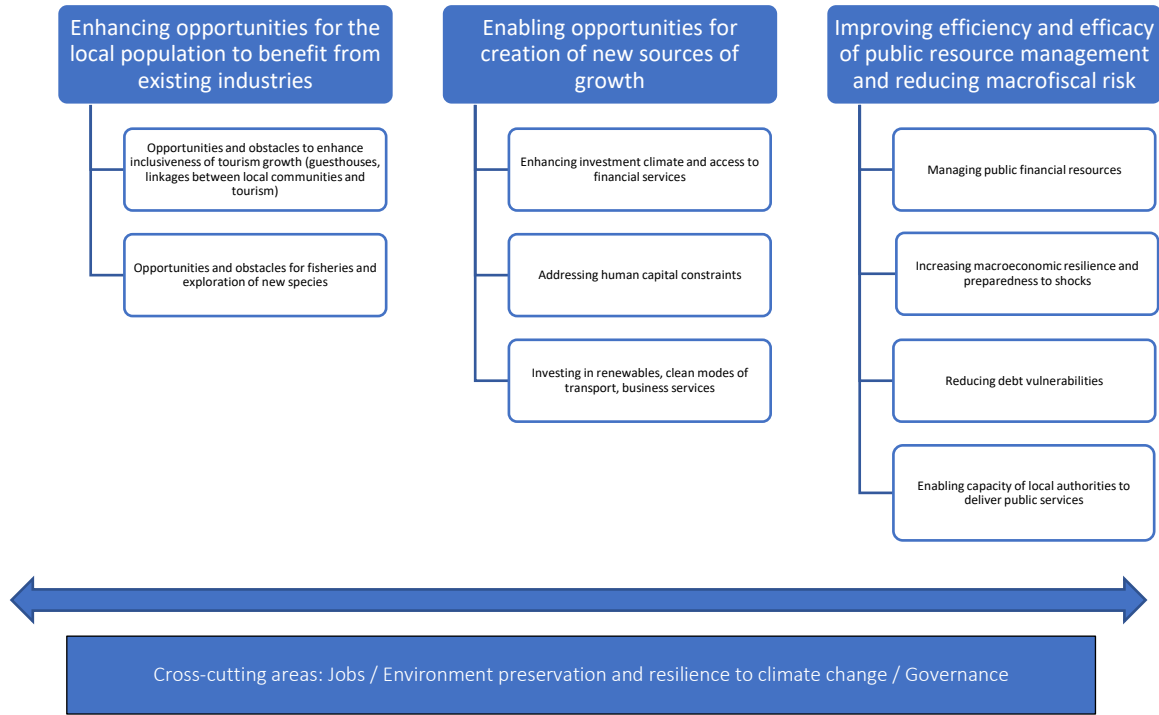 Enhancing opportunities for the
local population to benefit from
existing industries
Opportunities and obstacles to enhance
inclusiveness of tourism growth (guesthouses,
linkages between local communities and
tourism)
Opportunities and obstacles for fisheries and
exploration of new species
Enabling opportunities for
creation of new sources of
growth
Enhancing investment climate and access to
financial services
Addressing human capital constraints
Investing in renewables, clean modes of
transport, business services
Improving efficiency and efficacy
of public resource management
and reducing macrofiscal risk
Managing public financial resources
Increasing macroeconomic resilience and
preparedness to shocks
Reducing debt vulnerabilities
Enabling capacity of local authorities to
deliver public services
Cross-cutting areas: Jobs / Environment preservation and resilience to climate change / Governance